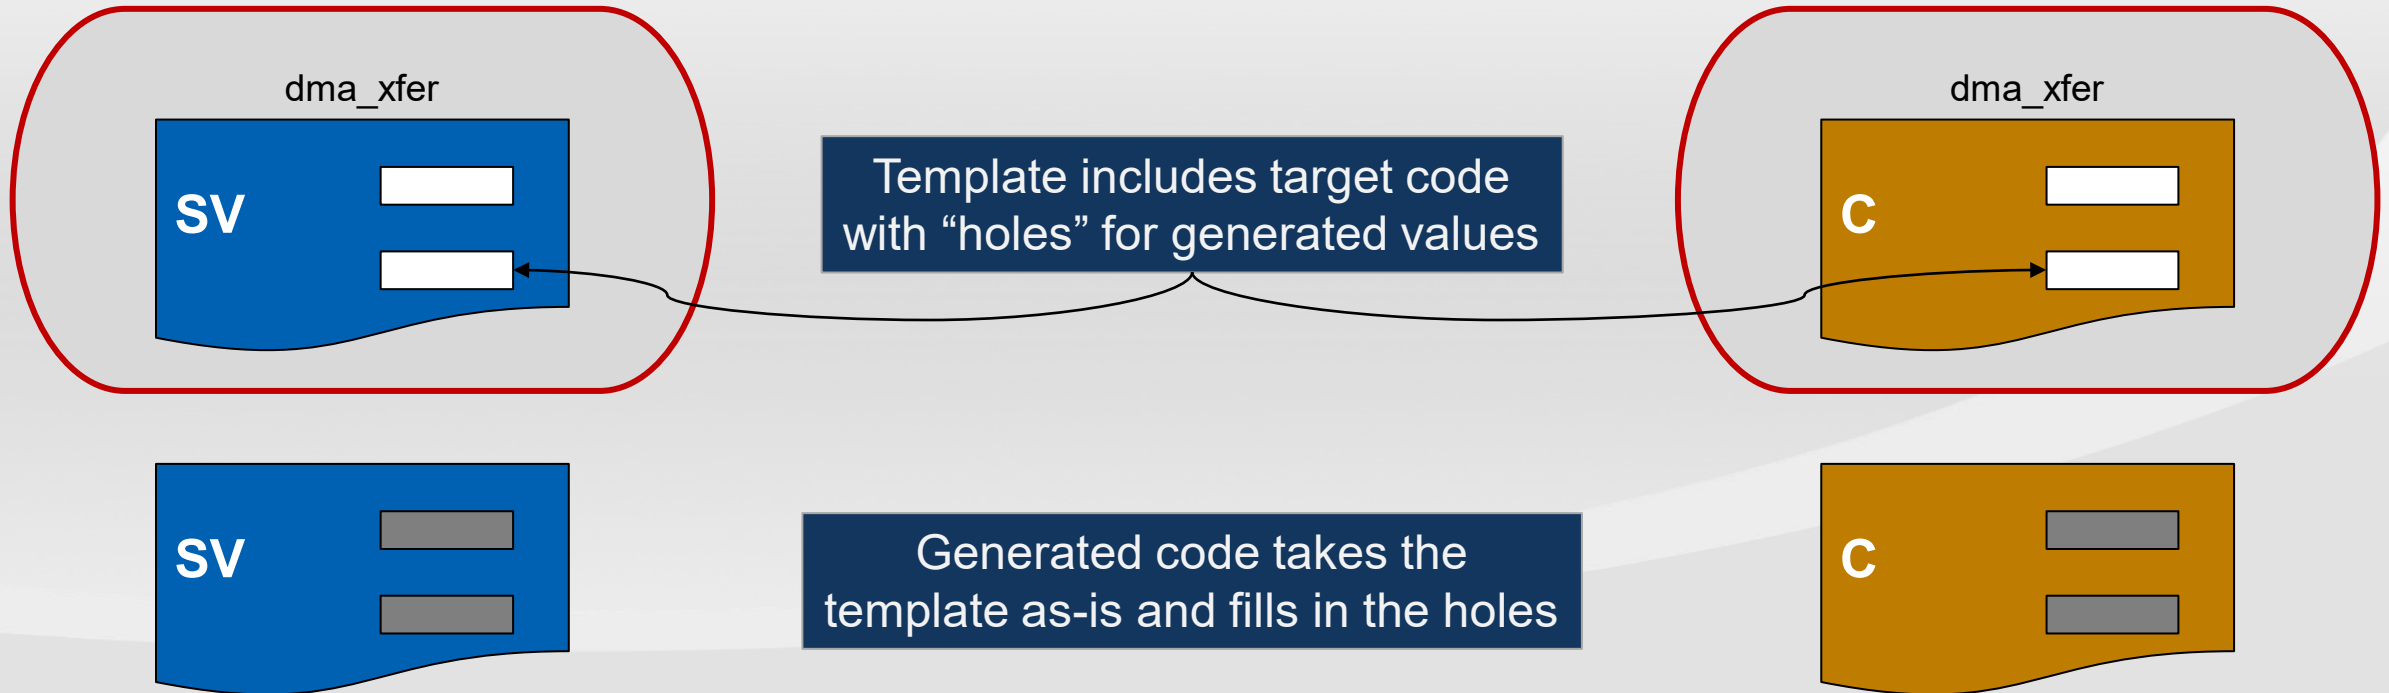 dma_xfer
SV
Template includes target code
with “holes” for generated values
dma_xfer
C
SV
Generated code takes the
template as-is and fills in the holes
C